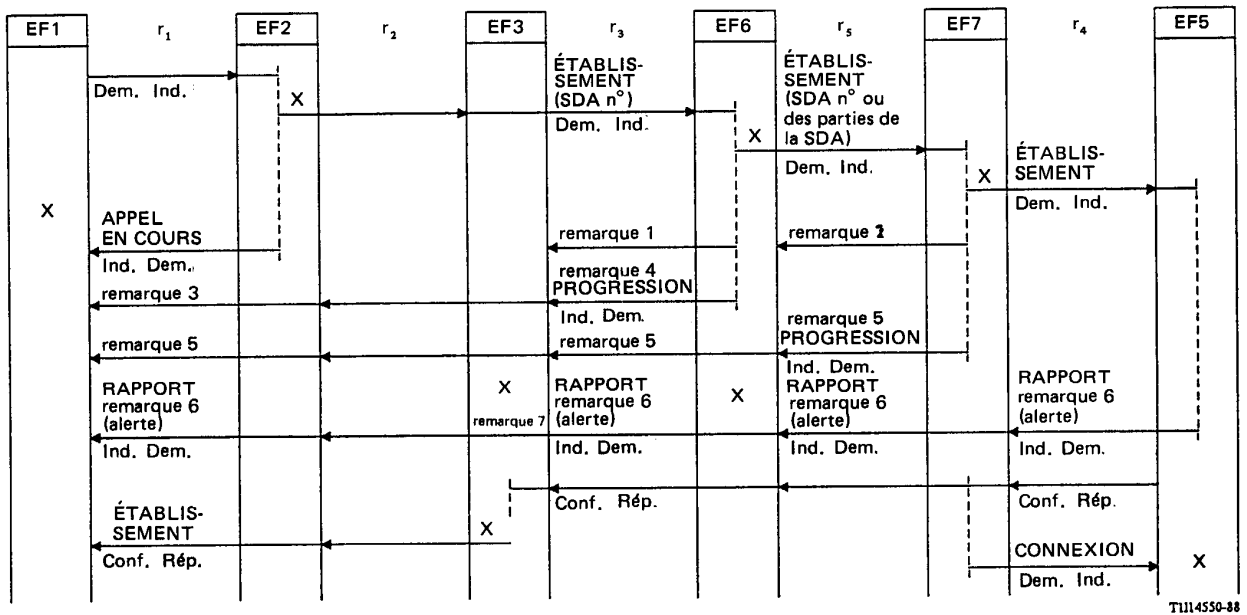 EF1 r₁ EF2 r₂ EF3 r₃ EF6 r₅ EF7 r₄ EF5
Dem. Ind.
X
ÉTABLIS-
SEMENT
(SDA n°)
Dem. Ind.
X
ÉTABLIS-
SEMENT
(SDA n° ou
des parties de
la SDA)
Dem. Ind.
X
ÉTABLIS-
SEMENT
Dem. Ind.
X
APPEL
EN COURS
Ind. Dem.
remarque 1
remarque 2
remarque 3
remarque 4
PROGRESSION
Ind. Dem.
remarque 5
remarque 5
remarque 5
PROGRESSION
Ind. Dem.
RAPPORT
remarque 6
(alerte)
Ind. Dem.
X
remarque 7
RAPPORT
remarque 6
(alerte)
Ind. Dem.
X
RAPPORT
remarque 6
(alerte)
Ind. Dem.
RAPPORT
remarque 6
(alerte)
Ind. Dem.
Conf. Rép.
Conf. Rép.
ÉTABLIS-
SEMENT
Conf. Rép.
X
CONNEXION
Dem. Ind.
X
T1114550-88